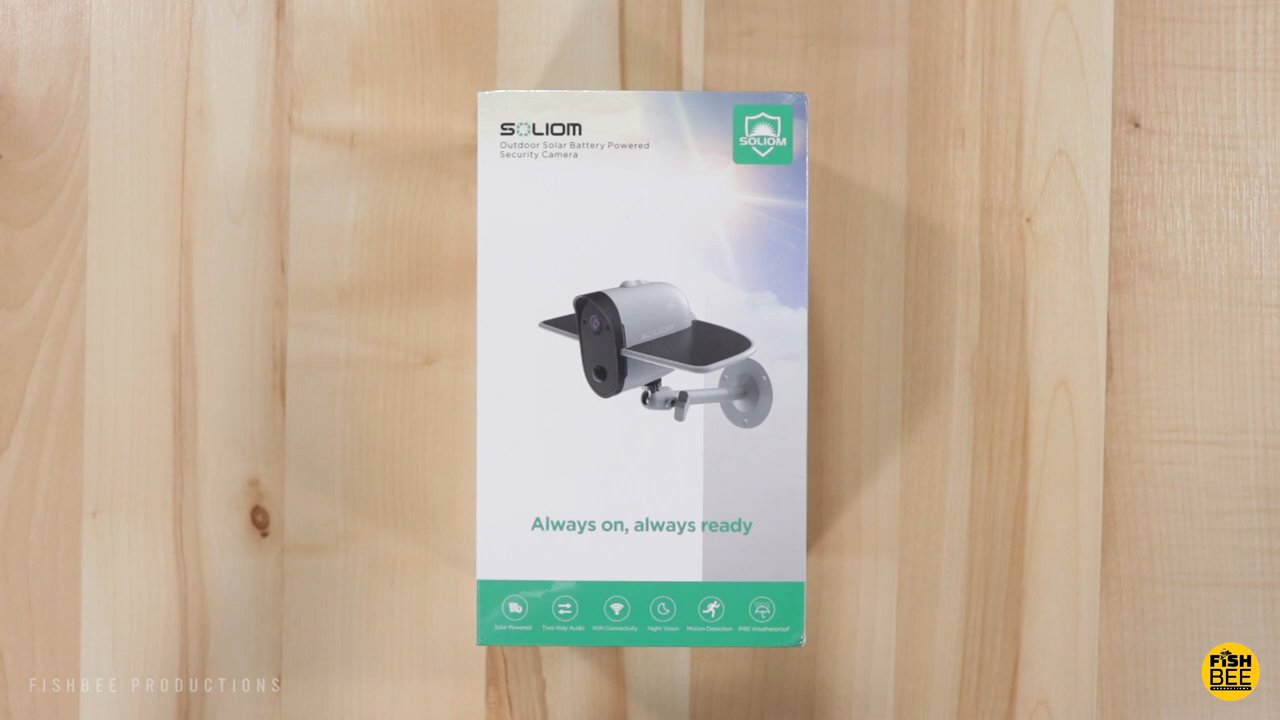 SOLIOM
Outdoor Solar Battery Powered
Security Camera
SOLIOM
SOLIOM
Always on, always ready
Solar Powered
Two-Way Audio
WiFi Connectivity
Night Vision
Motion Detection
IP66 Weatherproof
FISHBEE PRODUCTIONS
FISH
BEE
PRODUCTIONS